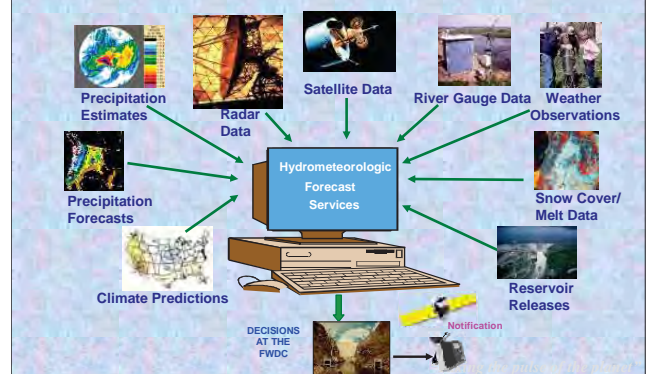 Precipitation
Estimates
Radar
Data
Satellite Data
River Gauge Data
Weather
Observations
Hydrometeorologic
Forecast
Services
Precipitation
Forecasts
Snow Cover/
Melt Data
Climate Predictions
Reservoir
Releases
DECISIONS
AT THE
FWDC
Notification